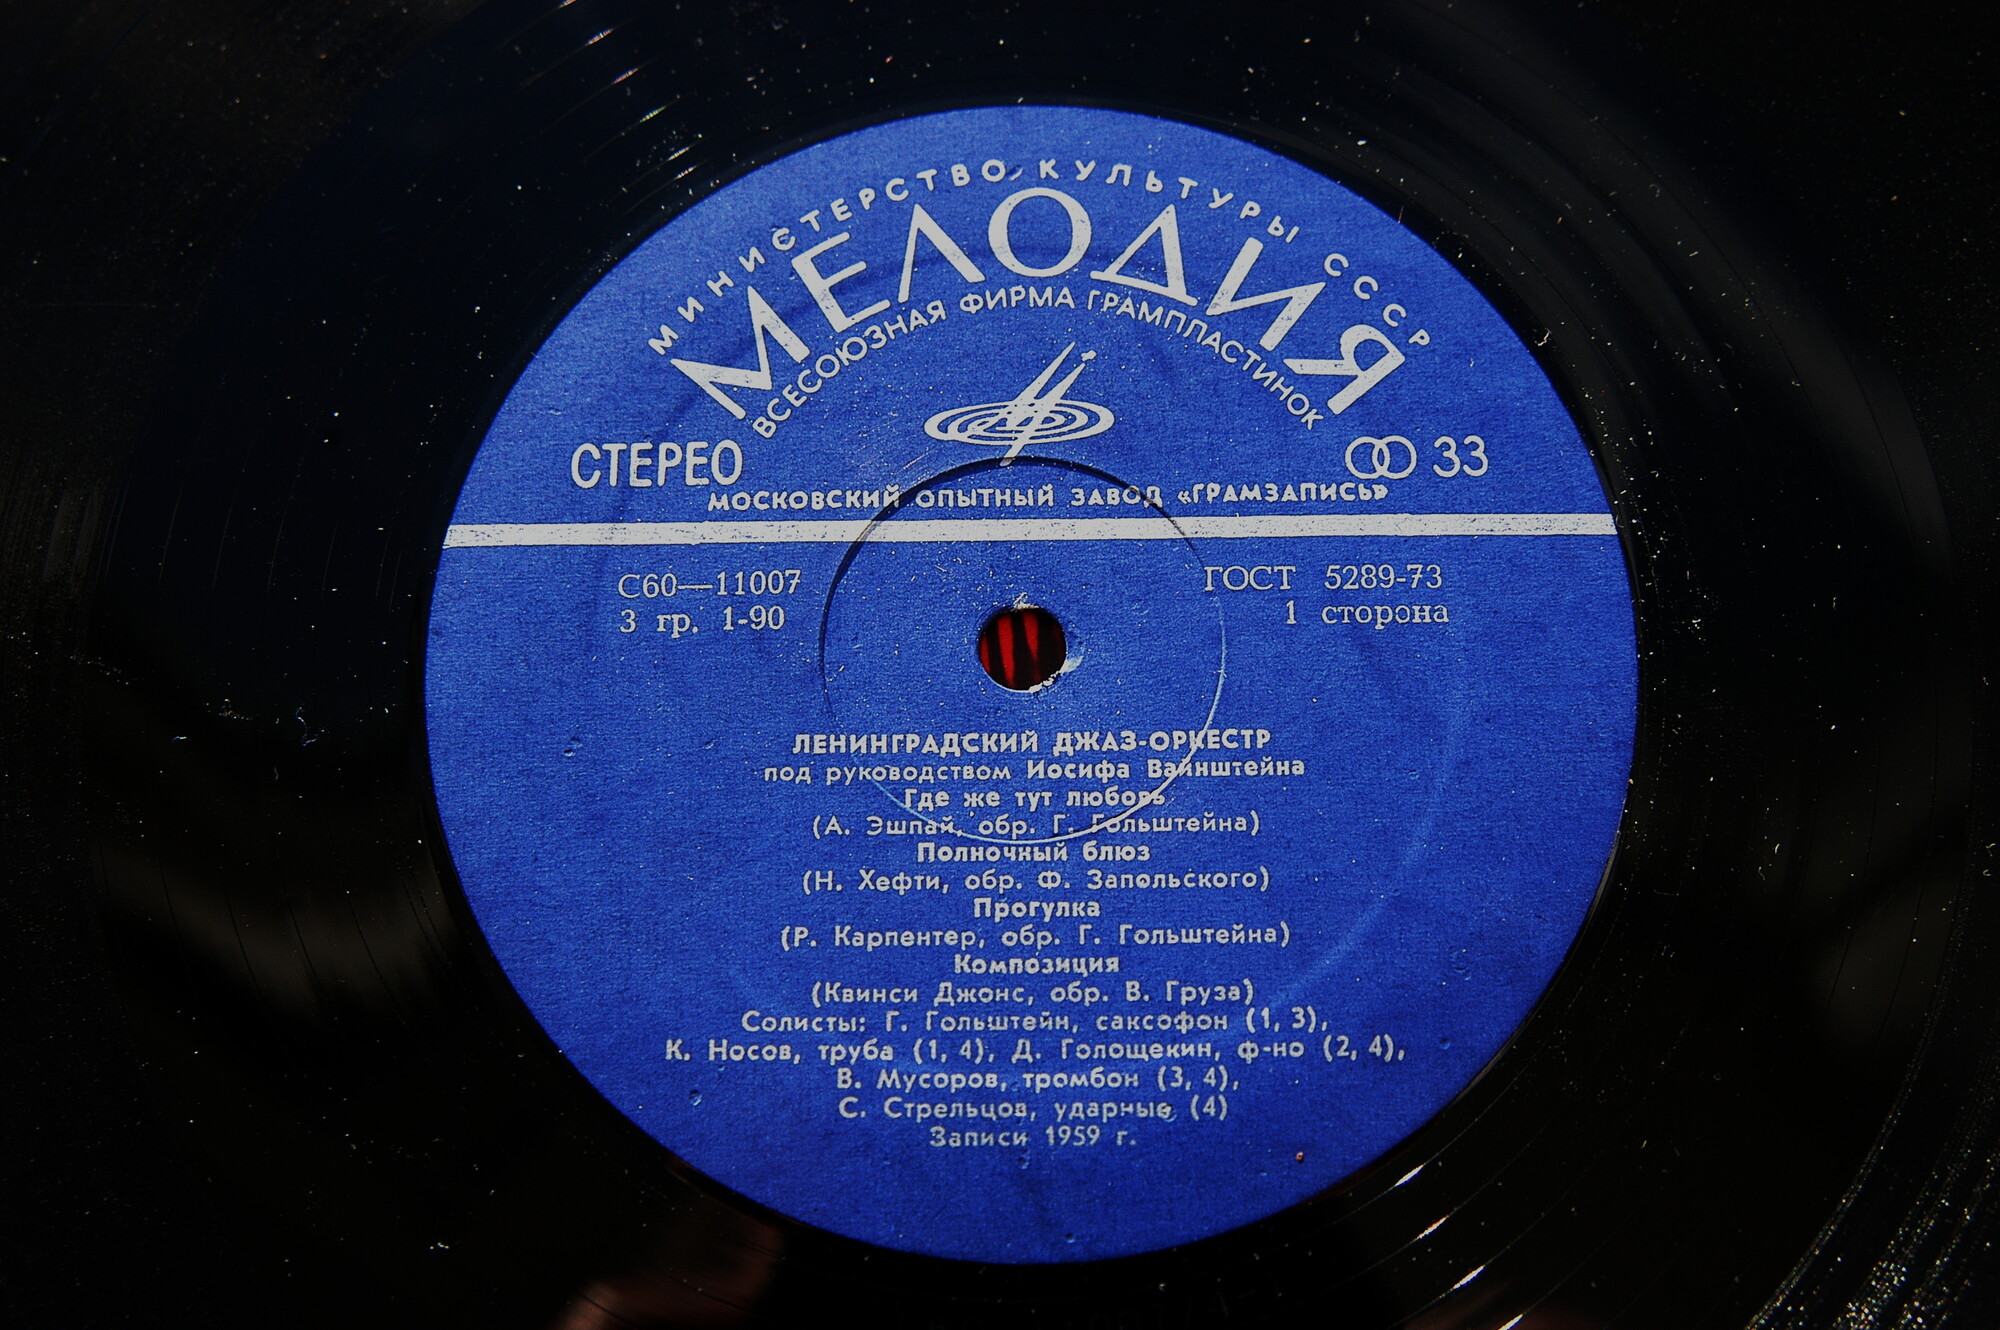 МИНИСТЕРСТВО КУЛЬТУРЫ СССР
МЕЛОДИЯ
ВСЕСОЮЗНАЯ ФИРМА ГРАМПЛАСТИНОК
СТЕРЕО 33
МОСКОВСКИЙ ОПЫТНЫЙ ЗАВОД «ГРАМЗАПИСЬ»
С60—11007 ГОСТ 5289-73
3 гр. 1-90 1 сторона
ЛЕНИНГРАДСКИЙ ДЖАЗ-ОРКЕСТР
под руководством Иосифа Вайнштейна
Где же тут любовь
(А. Эшпай, обр. Г. Гольштейна)
Полночный блюз
(Н. Хефти, обр. Ф. Запольского)
Прогулка
(Р. Карпентер, обр. Г. Гольштейна)
Композиция
(Квинси Джонс, обр. В. Груза)
Солисты: Г. Гольштейн, саксофон (1, 3),
К. Носов, труба (1, 4), Д. Голощекин, ф-но (2, 4),
В. Мусоров, тромбон (3, 4),
С. Стрельцов, ударные (4)
Записи 1959 г.